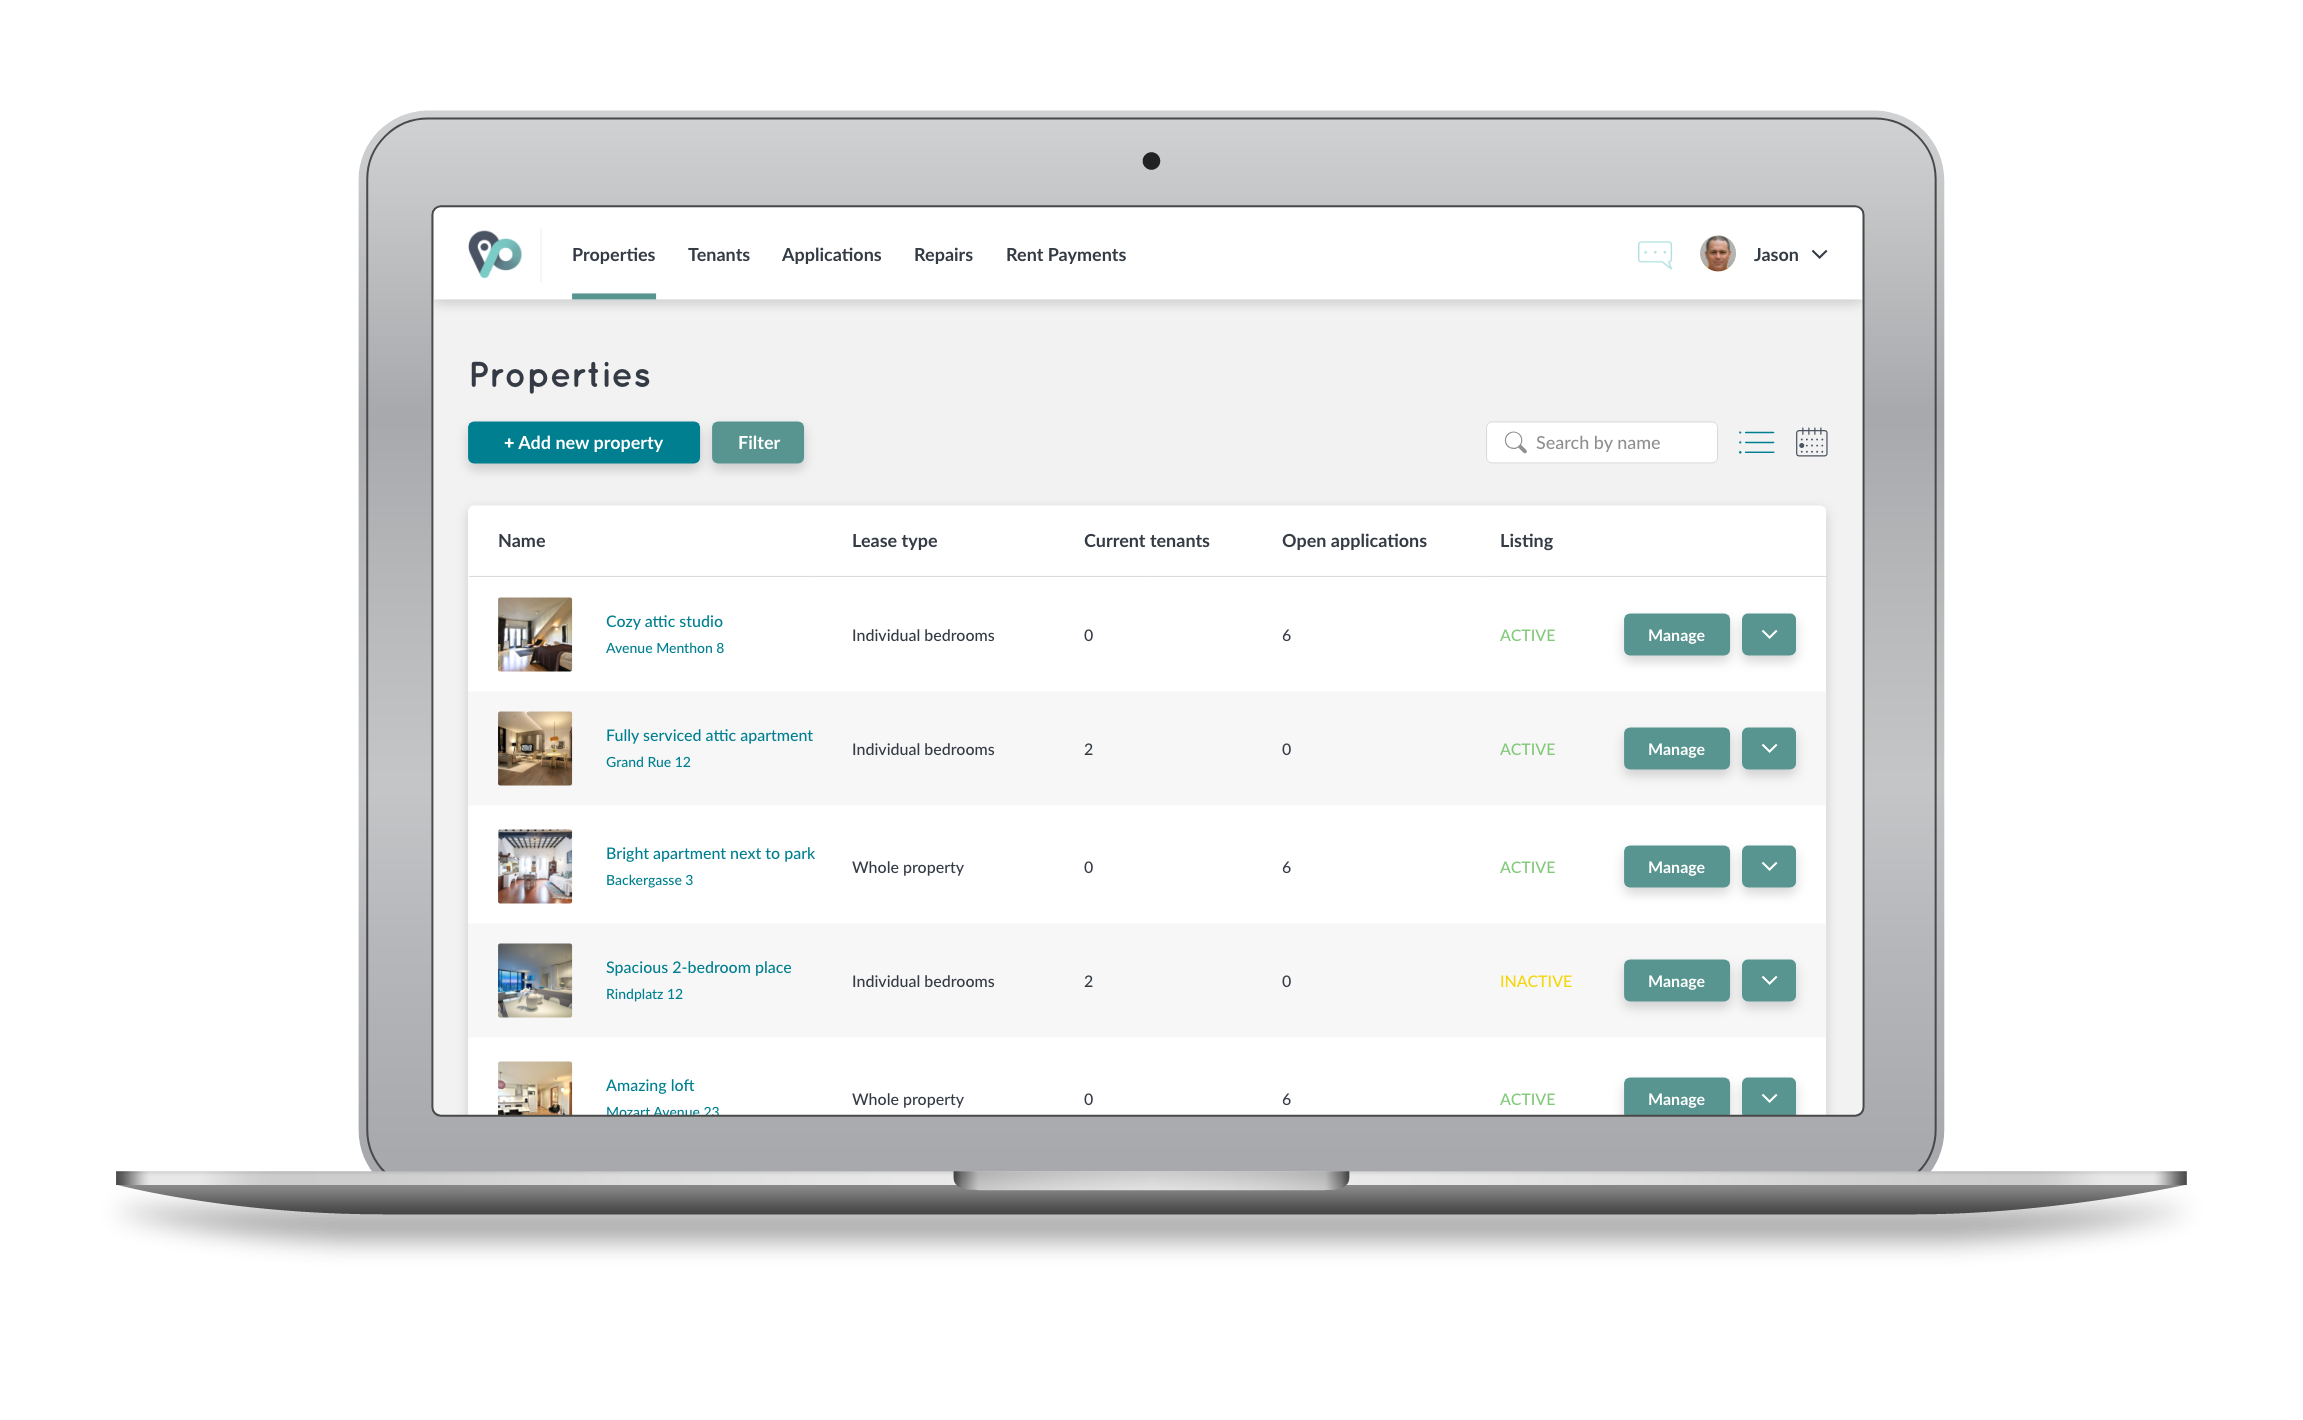 Properties Tenants Applications Repairs Rent Payments Jason
Properties
+ Add new property Filter Search by name
Name Lease type Current tenants Open applications Listing
Cozy attic studio
Avenue Menthon 8
Individual bedrooms 0 6 ACTIVE Manage
Fully serviced attic apartment
Grand Rue 12
Individual bedrooms 2 0 ACTIVE Manage
Bright apartment next to park
Backergasse 3
Whole property 0 6 ACTIVE Manage
Spacious 2-bedroom place
Rindplatz 12
Individual bedrooms 2 0 INACTIVE Manage
Amazing loft
Mozart Avenue 23
Whole property 0 6 ACTIVE Manage